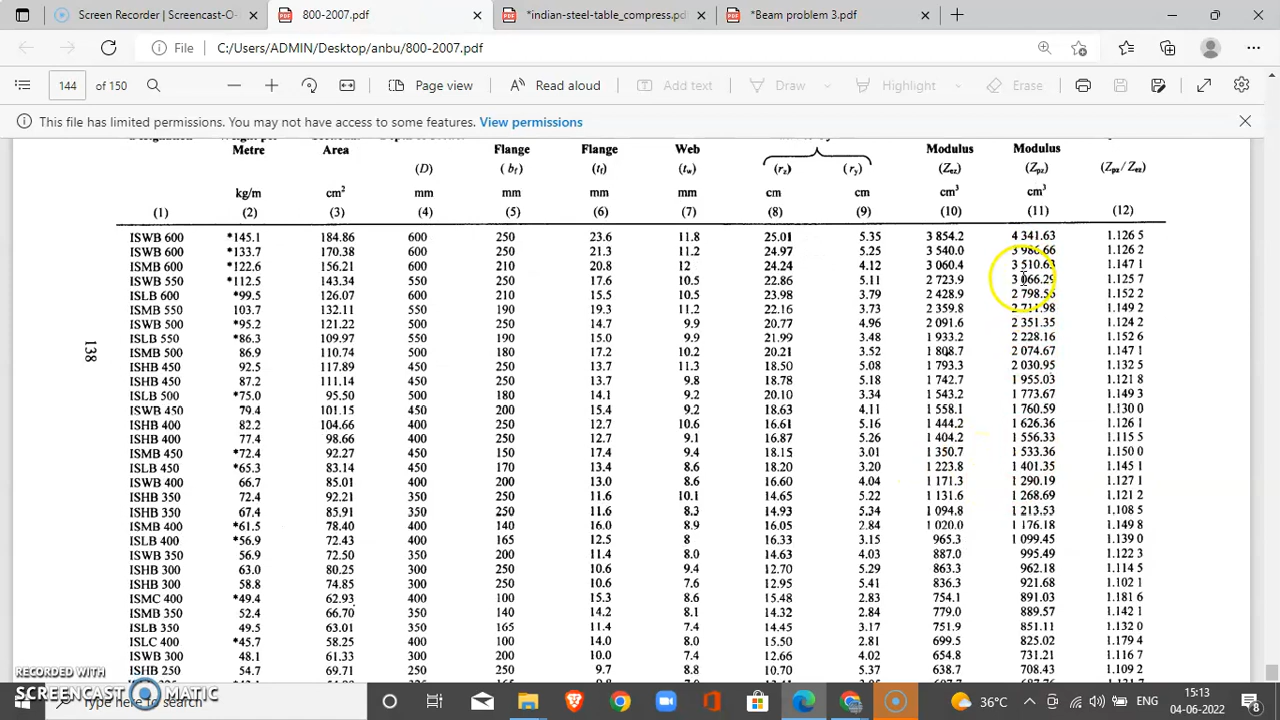 Screen Recorder | Screencast-O-
800-2007.pdf
*indian-steel-table_compress.pd
*Beam problem 3.pdf
File C:/Users/ADMIN/Desktop/anbu/800-2007.pdf
144 of 150 Page view Read aloud Add text Draw Highlight Erase
This file has limited permissions. You may not have access to some features. View permissions
Metre Area Flange Flange Web Modulus Modulus
(D) ( bf) (tf) (tw) (rz) (ry) (Zez) (Zpz) (Zpz / Zez)
kg/m cm2 mm mm mm mm cm cm cm3 cm3
(1) (2) (3) (4) (5) (6) (7) (8) (9) (10) (11) (12)
ISWB 600 *145.1 184.86 600 250 23.6 11.8 25.01 5.35 3 854.2 4 341.63 1.126 5
ISWB 600 *133.7 170.38 600 250 21.3 11.2 24.97 5.25 3 540.0 3 986.66 1.126 2
ISMB 600 *122.6 156.21 600 210 20.8 12 24.24 4.12 3 060.4 3 510.63 1.147 1
ISWB 550 *112.5 143.34 550 250 17.6 10.5 22.86 5.11 2 723.9 3 066.29 1.125 7
ISLB 600 *99.5 126.07 600 210 15.5 10.5 23.98 3.79 2 428.9 2 798.56 1.152 2
ISMB 550 103.7 132.11 550 190 19.3 11.2 22.16 3.73 2 359.8 2 711.98 1.149 2
ISWB 500 *95.2 121.22 500 250 14.7 9.9 20.77 4.96 2 091.6 2 351.35 1.124 2
ISLB 550 *86.3 109.97 550 190 15.0 9.9 21.99 3.48 1 933.2 2 228.16 1.152 6
ISMB 500 86.9 110.74 500 180 17.2 10.2 20.21 3.52 1 808.7 2 074.67 1.147 1
ISHB 450 92.5 117.89 450 250 13.7 11.3 18.50 5.08 1 793.3 2 030.95 1.132 5
ISHB 450 87.2 111.14 450 250 13.7 9.8 18.78 5.18 1 742.7 1 955.03 1.121 8
ISLB 500 *75.0 95.50 500 180 14.1 9.2 20.10 3.34 1 543.2 1 773.67 1.149 3
ISWB 450 79.4 101.15 450 200 15.4 9.2 18.63 4.11 1 558.1 1 760.59 1.130 0
ISHB 400 82.2 104.66 400 250 12.7 10.6 16.61 5.16 1 444.2 1 626.36 1.126 1
ISHB 400 77.4 98.66 400 250 12.7 9.1 16.87 5.26 1 404.2 1 556.33 1.115 5
ISMB 450 *72.4 92.27 450 150 17.4 9.4 18.15 3.01 1 350.7 1 533.36 1.150 0
ISLB 450 *65.3 83.14 450 170 13.4 8.6 18.20 3.20 1 223.8 1 401.35 1.145 1
ISWB 400 66.7 85.01 400 200 13.0 8.6 16.60 4.04 1 171.3 1 290.19 1.127 1
ISHB 350 72.4 92.21 350 250 11.6 10.1 14.65 5.22 1 131.6 1 268.69 1.121 2
ISHB 350 67.4 85.91 350 250 11.6 8.3 14.93 5.34 1 094.8 1 213.53 1.108 5
ISMB 400 *61.5 78.40 400 140 16.0 8.9 16.05 2.84 1 020.0 1 176.18 1.149 8
ISLB 400 *56.9 72.43 400 165 12.5 8 16.33 3.15 965.3 1 099.45 1.139 0
ISWB 350 56.9 72.50 350 200 11.4 8.0 14.63 4.03 887.0 995.49 1.122 3
ISHB 300 63.0 80.25 300 250 10.6 9.4 12.70 5.29 863.3 962.18 1.114 5
ISHB 300 58.8 74.85 300 250 10.6 7.6 12.95 5.41 836.3 921.68 1.102 1
ISMC 400 *49.4 62.93 400 100 15.3 8.6 15.48 2.83 754.1 891.03 1.181 6
ISMB 350 52.4 66.70 350 140 14.2 8.1 14.32 2.84 779.0 889.57 1.142 1
ISLB 350 49.5 63.01 350 165 11.4 7.4 14.45 3.17 751.9 851.11 1.132 0
ISLC 400 *45.7 58.25 400 100 14.0 8.0 15.50 2.81 699.5 825.02 1.179 4
ISWB 300 48.1 61.33 300 200 10.0 7.4 12.66 4.02 654.8 731.21 1.116 7
ISHB 250 54.7 69.71 250 250 9.7 8.8 10.70 5.37 638.7 708.43 1.109 2
138
RECORDED WITH
SCREENCAST MATIC
Type here to search
36°C ENG 15:13
04-06-2022
8